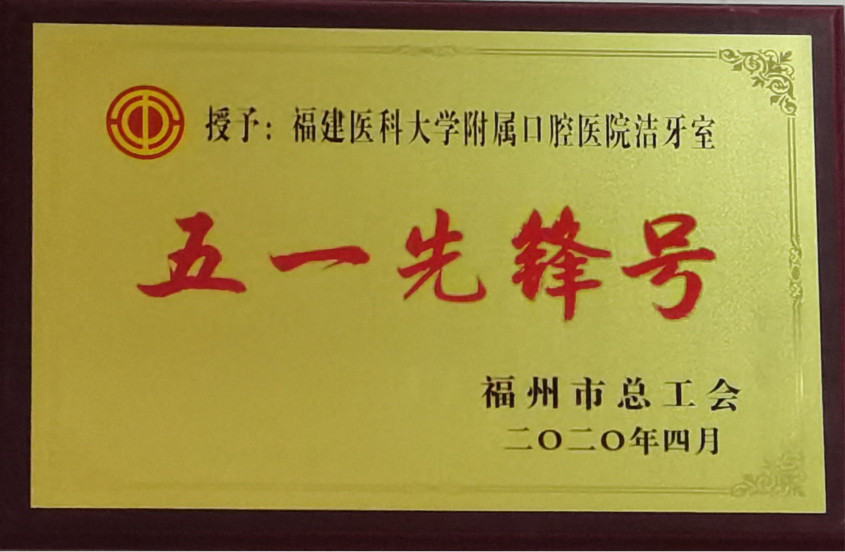 授予：福建医科大学附属口腔医院洁牙室
五一先锋号
福州市总工会
二〇二〇年四月